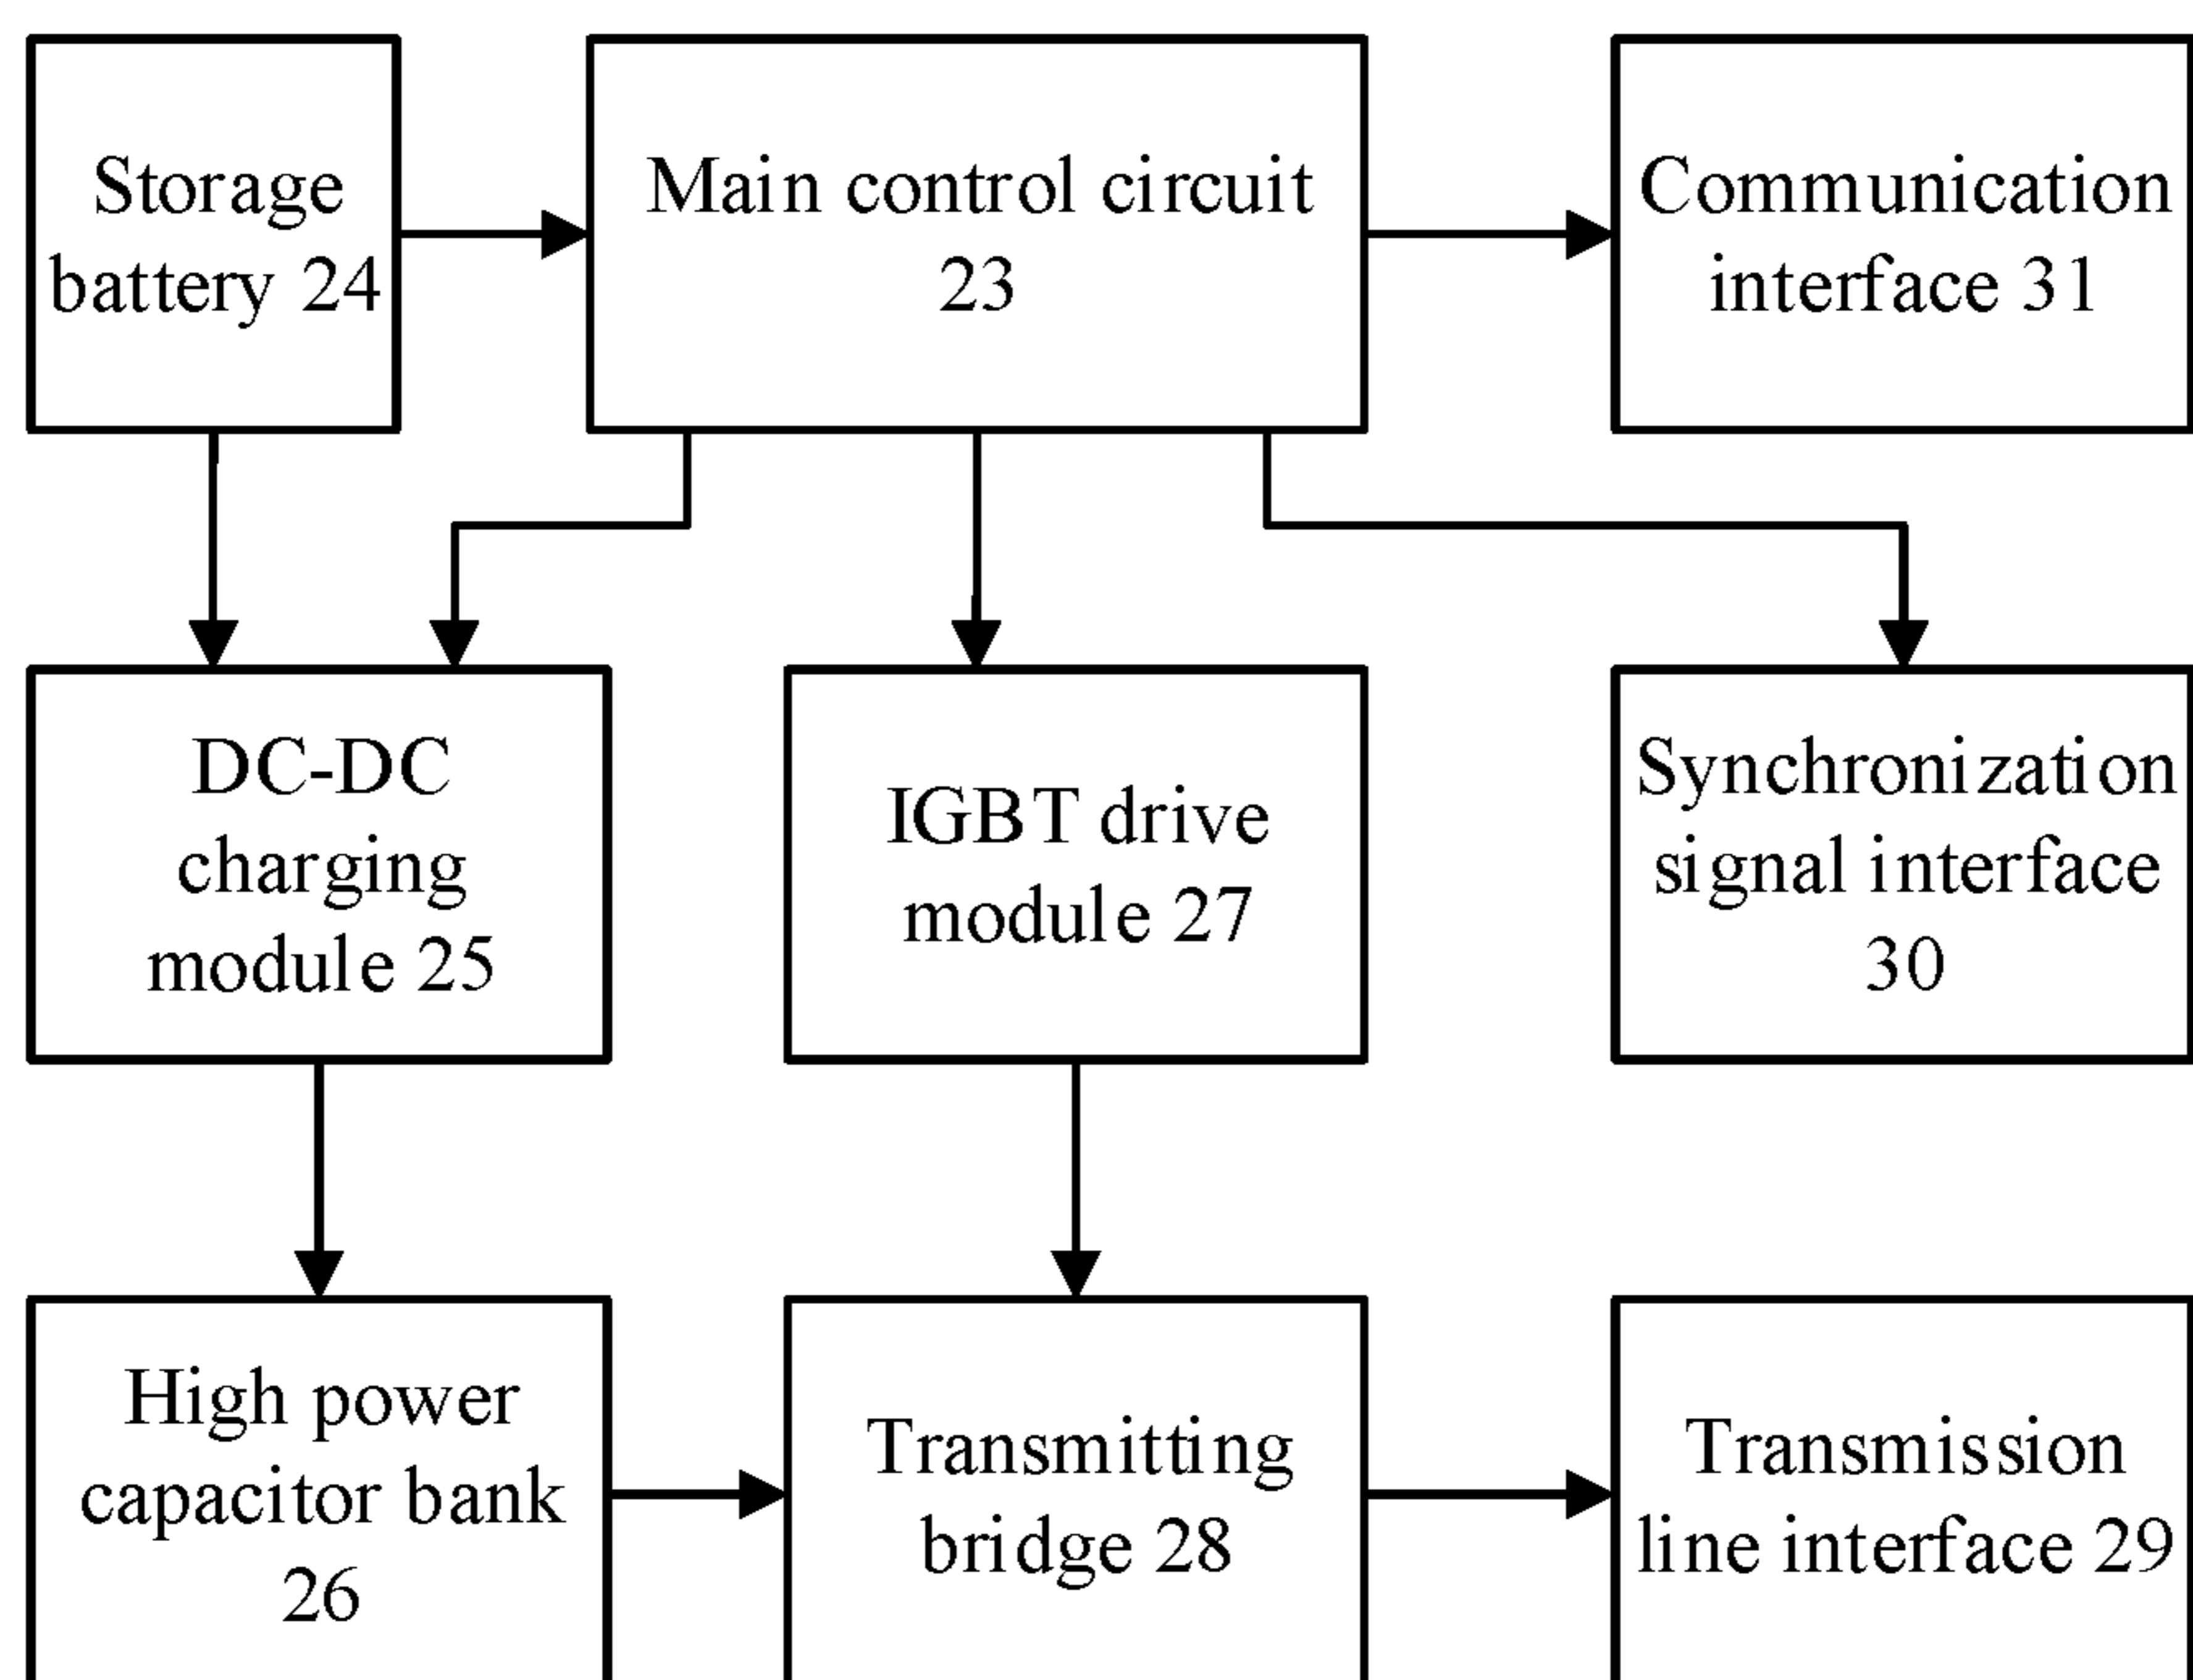 Storage
battery 24
Main control circuit
23
Communication
interface 31
DC-DC
charging
module 25
IGBT drive
module 27
Synchronization
signal interface
30
High power
capacitor bank
26
Transmitting
bridge 28
Transmission
line interface 29